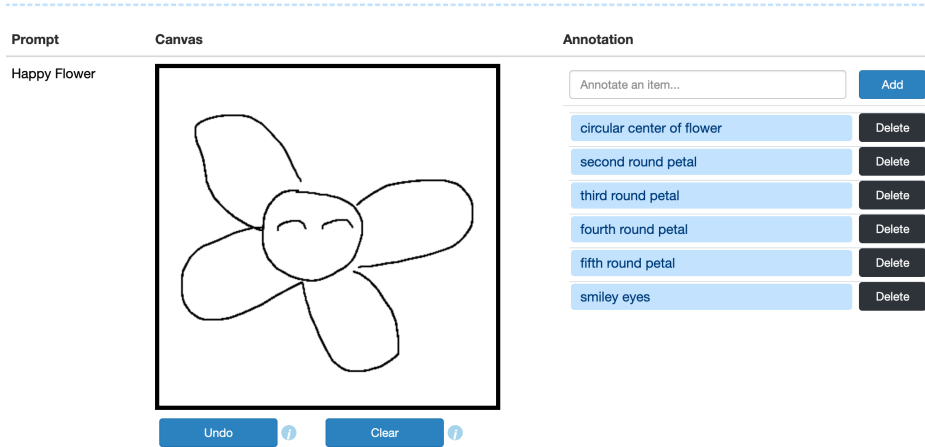 Prompt Canvas Annotation
Happy Flower
Annotate an item... Add
circular center of flower Delete
second round petal Delete
third round petal Delete
fourth round petal Delete
fifth round petal Delete
smiley eyes Delete
Undo i Clear i